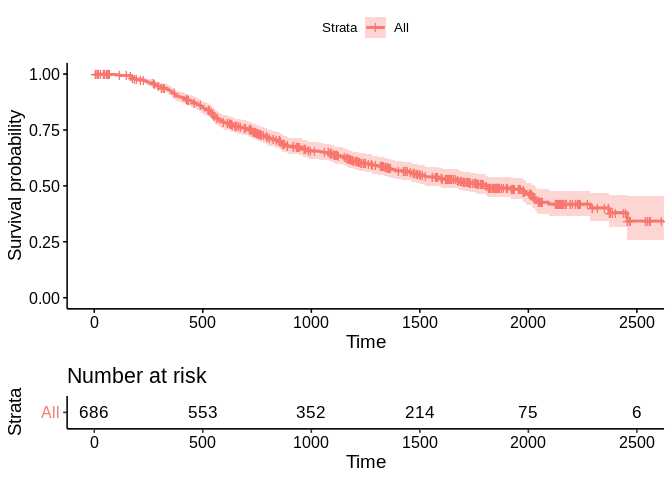 Strata All
1.00
0.75
0.50
0.25
0.00
Survival probability
0 500 1000 1500 2000 2500
Time
Number at risk
Strata
All 686 553 352 214 75 6
0 500 1000 1500 2000 2500
Time